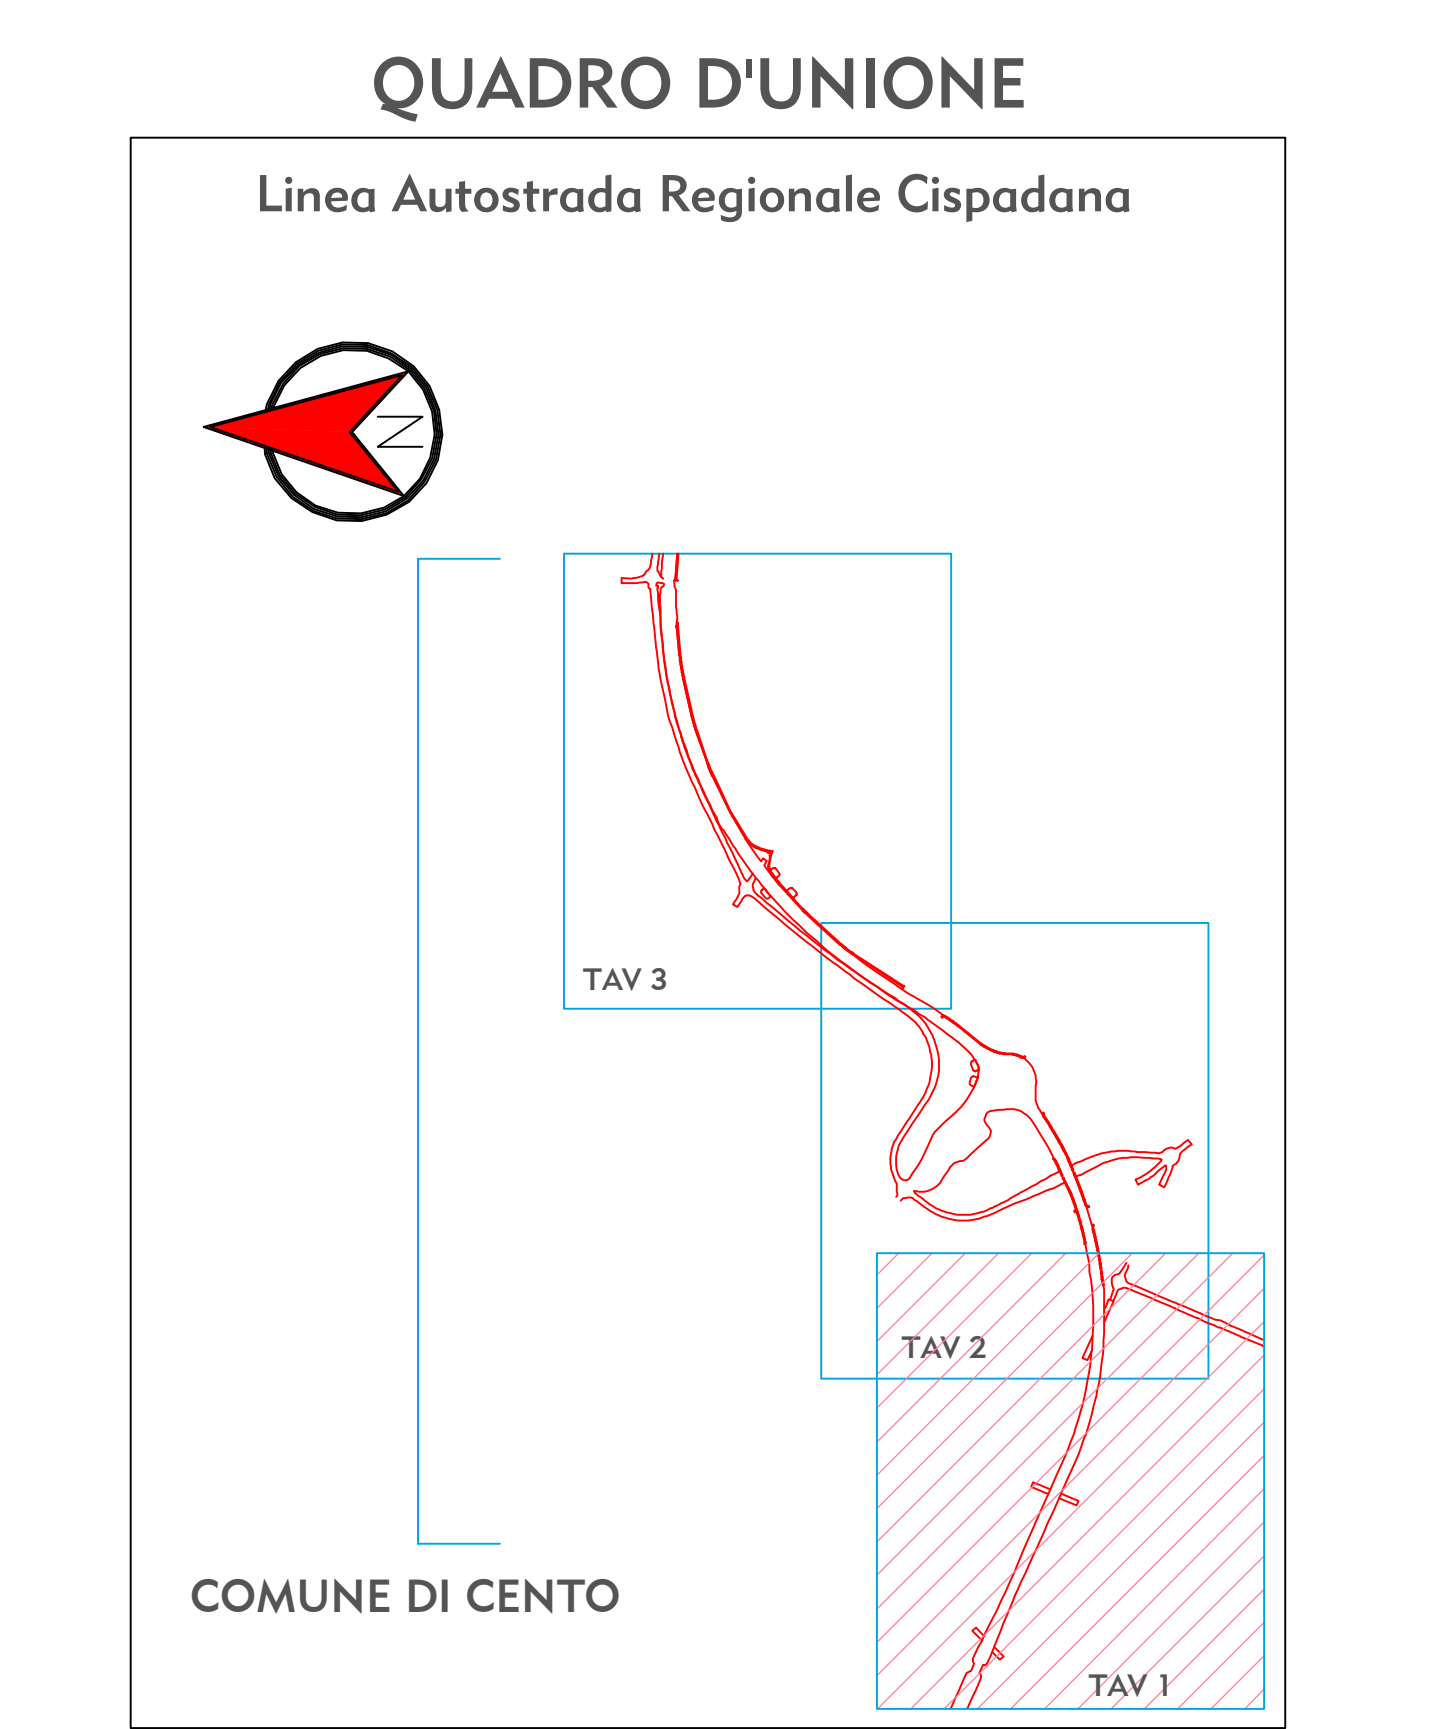 QUADRO D'UNIONE
Linea Autostrada Regionale Cispadana
N
TAV 3
TAV 2
COMUNE DI CENTO
TAV 1